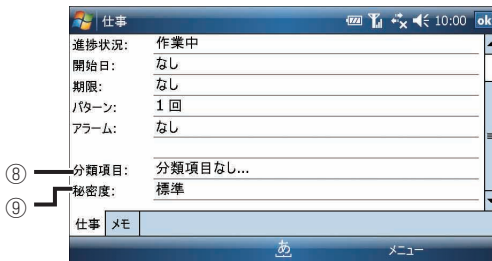 仕事 10:00 ok
進捗状況: 作業中
開始日: なし
期限: なし
パターン: 1 回
アラーム: なし
⑧ 分類項目: 分類項目なし...
⑨ 秘密度: 標準
仕事 メモ
あ メニュー